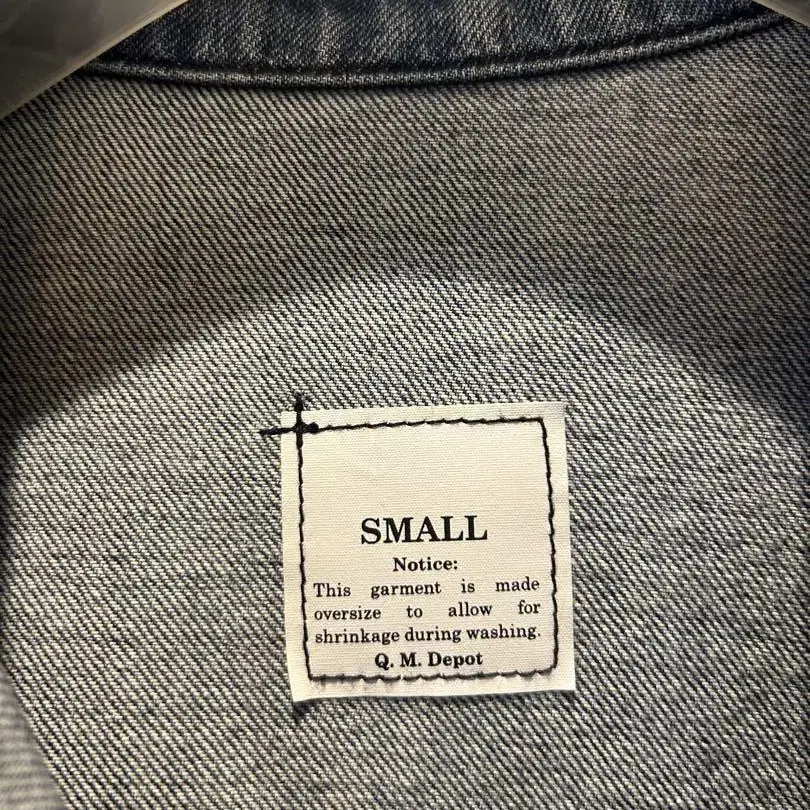 SMALL
Notice:
This garment is made
oversize to allow for
shrinkage during washing.
Q. M. Depot